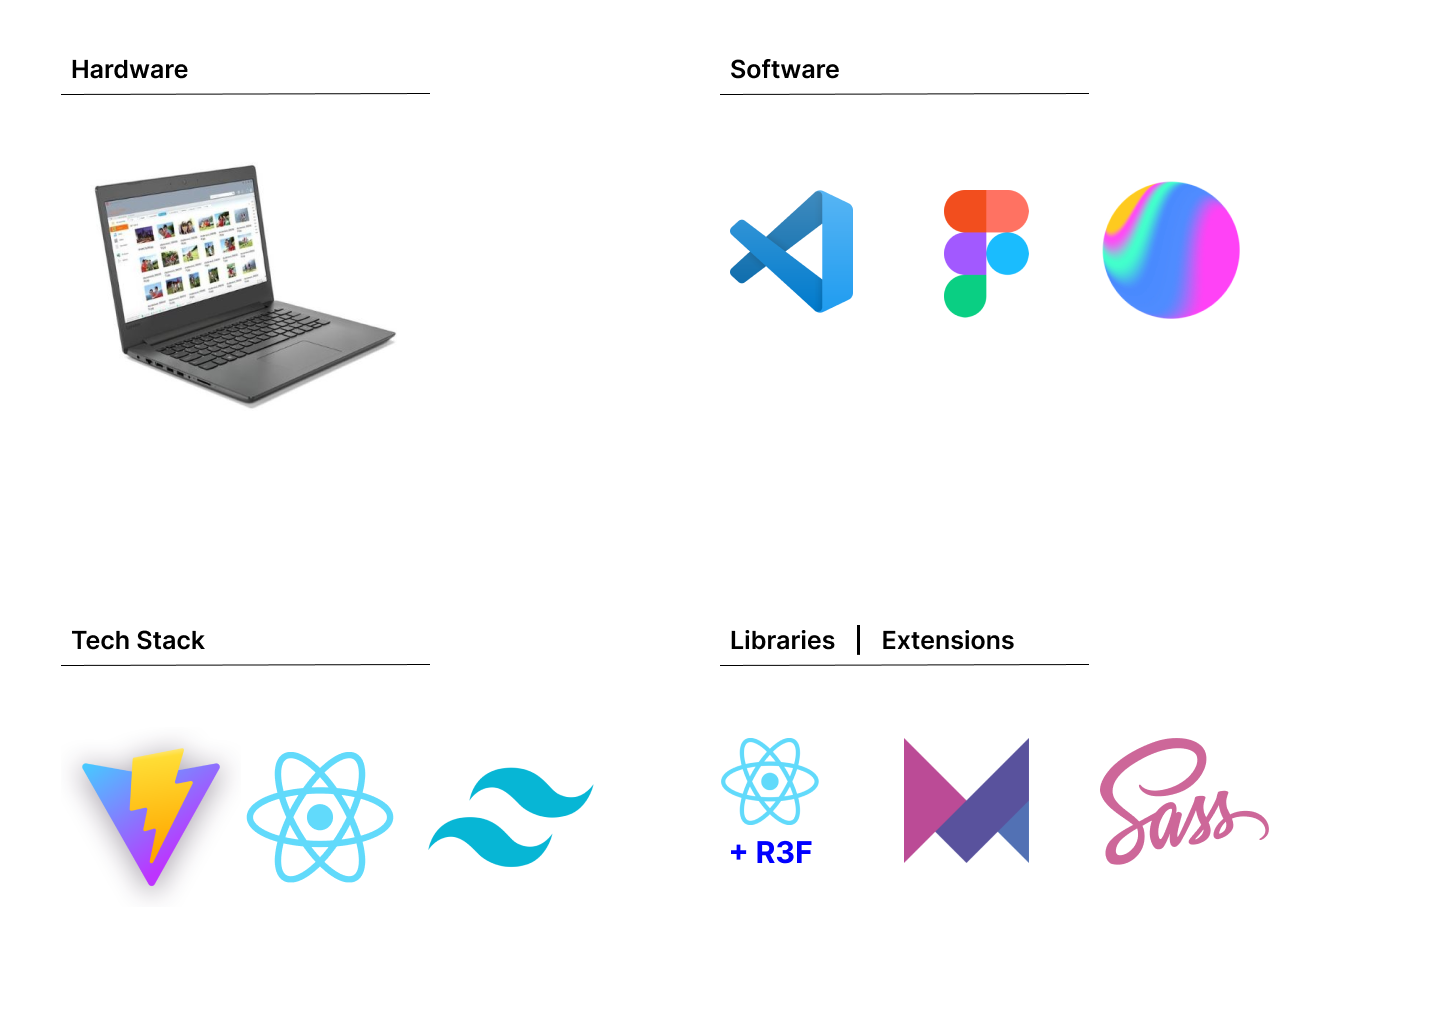 Hardware
Software
Tech Stack
Libraries | Extensions
+ R3F
Sass